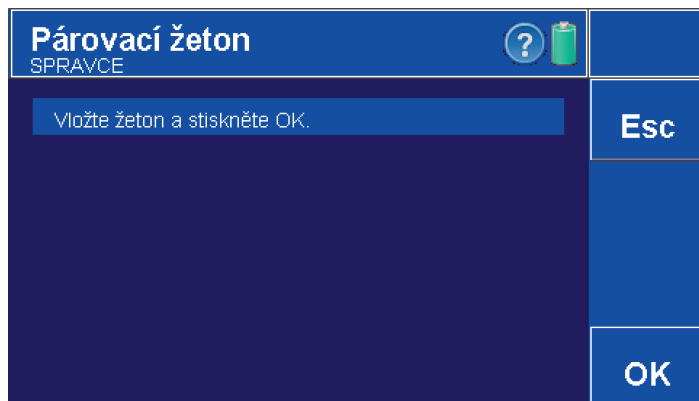 Párovací žeton
SPRAVCE
?
Vložte žeton a stiskněte OK.
Esc
OK